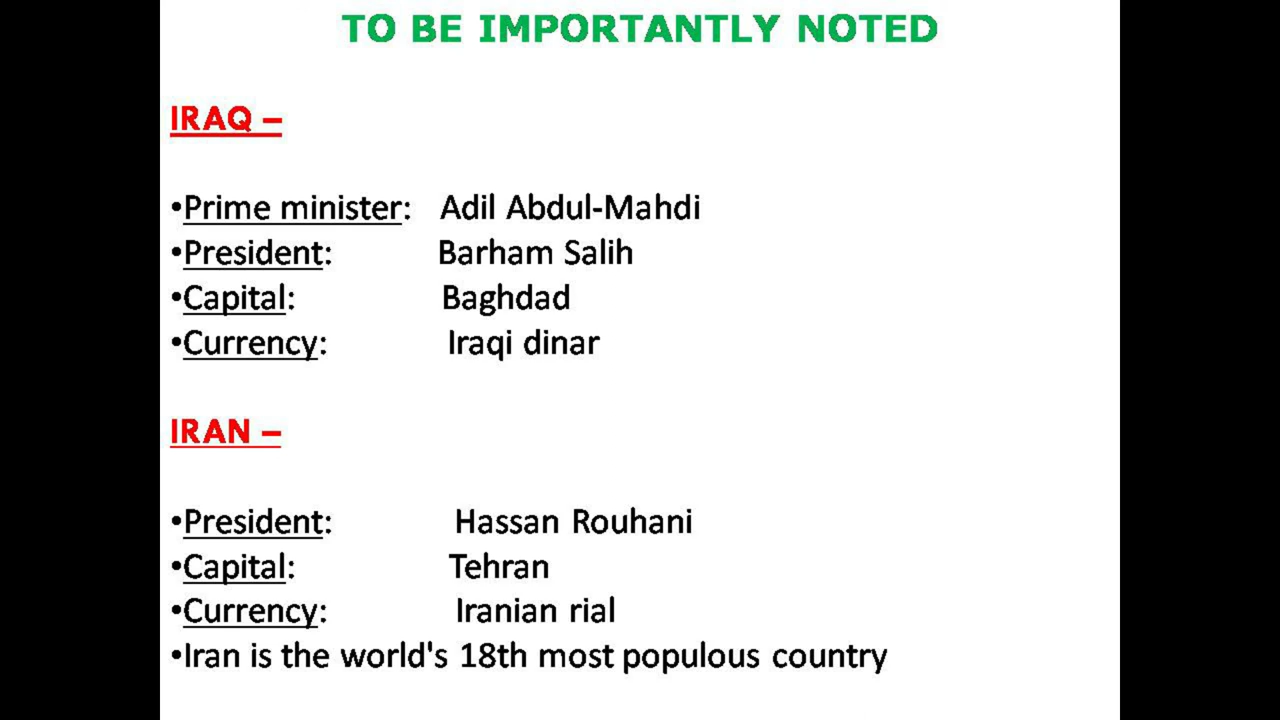 TO BE IMPORTANTLY NOTED
IRAQ –
•Prime minister: Adil Abdul-Mahdi
•President: Barham Salih
•Capital: Baghdad
•Currency: Iraqi dinar
IRAN –
•President: Hassan Rouhani
•Capital: Tehran
•Currency: Iranian rial
•Iran is the world's 18th most populous country